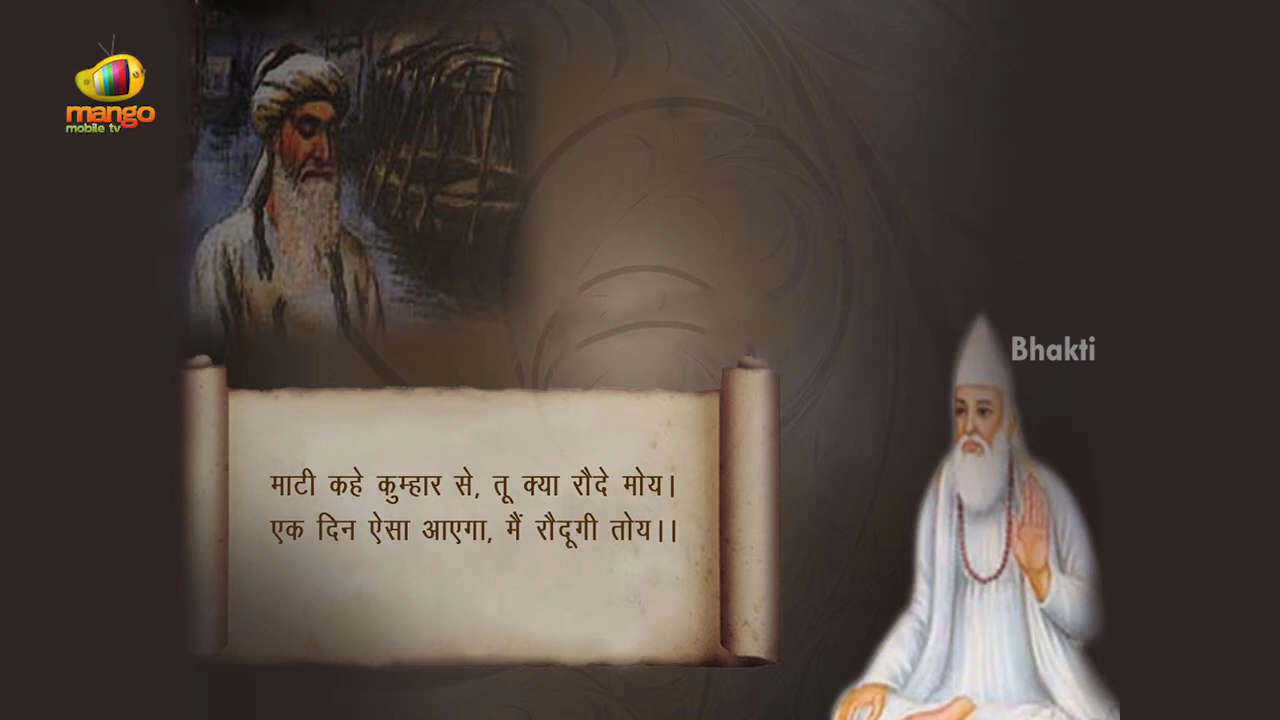 mango
mobile tv
Bhakti
माटी कहे कुम्हार से, तू क्या रौदे मोय।
एक दिन ऐसा आएगा, मैं रौदूगी तोय।।